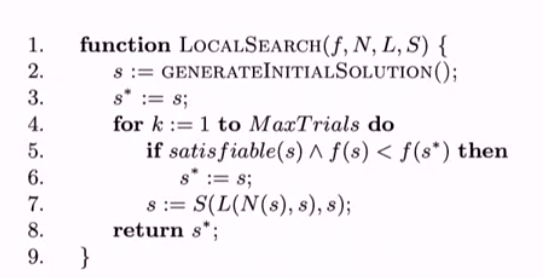 1. function LOCALSEARCH(f, N, L, S) {
2. s := GENERATEINITIALSOLUTION();
3. s* := s;
4. for k := 1 to MaxTrials do
5. if satisfiable(s) ∧ f(s) < f(s*) then
6. s* := s;
7. s := S(L(N(s), s), s);
8. return s*;
9. }